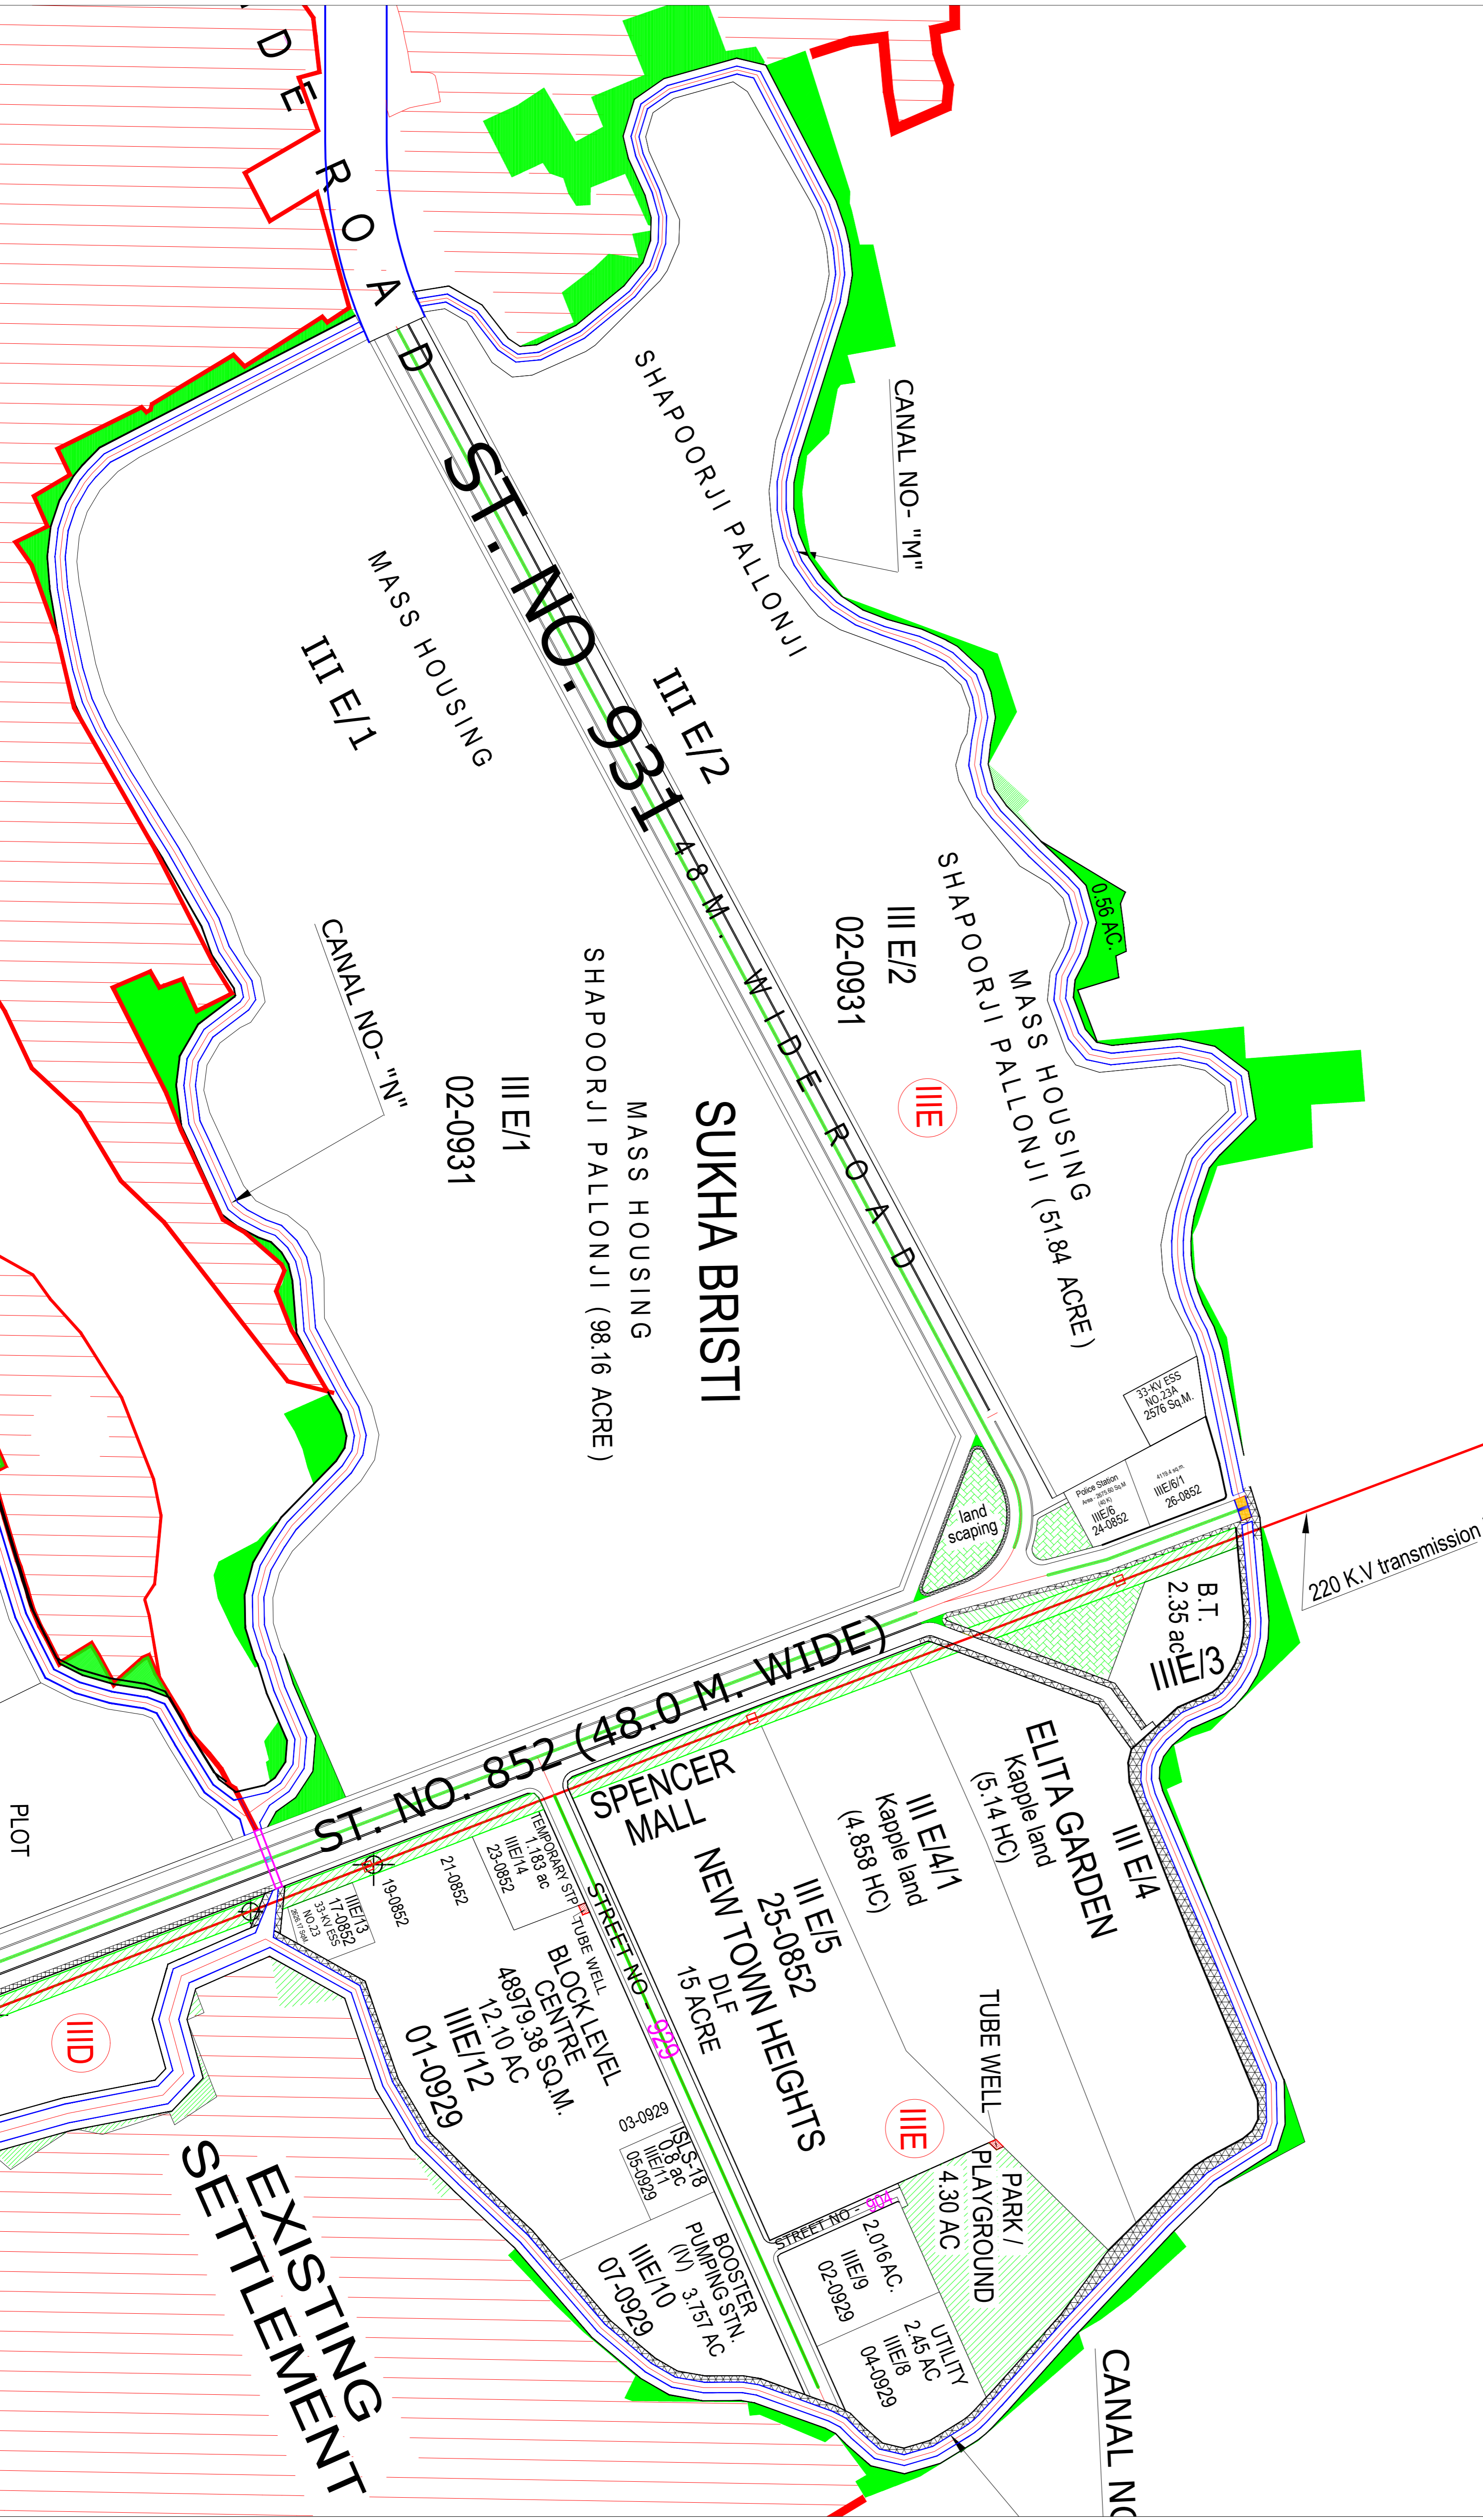 D E
R O A D
ST. NO. 931
48 M. WIDE ROAD
CANAL NO- "M"
SHAPOORJI PALLONJI
III E/2
MASS HOUSING
III E/1
0.56 AC.
MASS HOUSING
SHAPOORJI PALLONJI (51.84 ACRE)
III E/2
02-0931
IIIE
CANAL NO- "N"
SUKHA BRISTI
MASS HOUSING
SHAPOORJI PALLONJI (98.16 ACRE)
III E/1
02-0931
33-KV ESS
NO.23A
2576 Sq.M.
Police Station
(40 K)
IIIE/6
24-0852
4119.4 sq.m.
IIIE/6/1
26-0852
land
scaping
220 K.V transmission
B.T.
2.35 ac
IIIE/3
ST. NO. 852 (48.0 M. WIDE)
III E/4
ELITA GARDEN
Kapple land
(5.14 HC)
III E/4/1
Kapple land
(4.858 HC)
SPENCER
MALL
III E/5
25-0852
NEW TOWN HEIGHTS
DLF
15 ACRE
TUBE WELL
IIIE
PARK /
PLAYGROUND
4.30 AC
PLOT
TEMPORARY STP
1.183 ac
IIIE/14
23-0852
21-0852
19-0852
IIIE/13
17-0852
33-KV ESS
NO.23
TUBE WELL
STREET NO - 929
BLOCK LEVEL
CENTRE
48979.38 SQ.M.
12.10 AC
IIIE/12
01-0929
03-0929
ISLS-18
0.8 ac
IIIE/11
05-0929
BOOSTER
PUMPING STN.
(IV) 3.757 AC
IIIE/10
07-0929
STREET NO - 904
2.016 AC.
IIIE/9
02-0929
UTILITY
2.45 AC
IIIE/8
04-0929
IIID
EXISTING
SETTLEMENT
CANAL NO